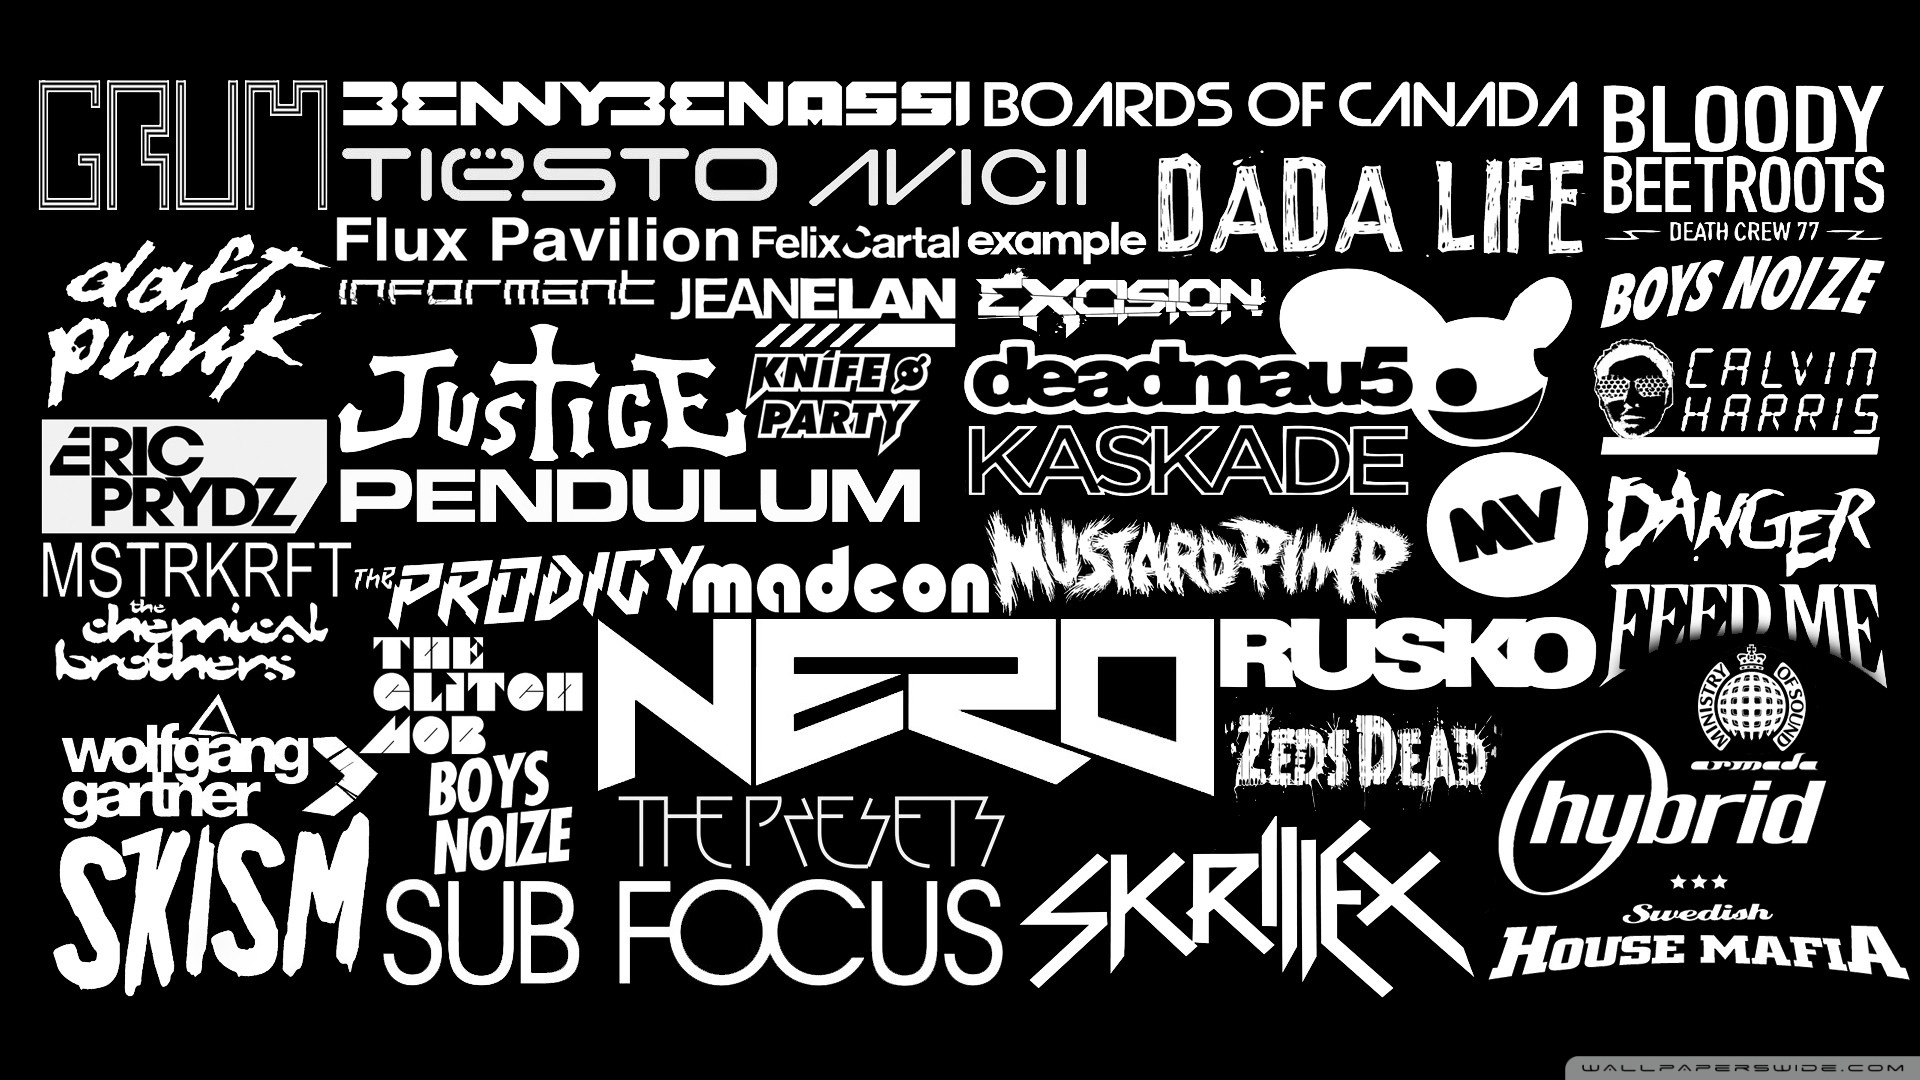 GRUM
BENNYBENASSI
BOARDS OF CANADA
BLOODY
BEETROOTS
DEATH CREW 77
TIËSTO
AVICII
DADA LIFE
Flux Pavilion
FelixCartal
example
daft
punk
informant
JEANELAN
EXCISION
BOYS NOIZE
JUSTICE
KNIFE
PARTY
deadmau5
CALVIN
HARRIS
ERIC
PRYDZ
PENDULUM
KASKADE
MV
DANGER
MSTRKRFT
THE PRODIGY
madeon
MUSTARD PIMP
FEED ME
the
chemical
brothers
THE
GLITCH
MOB
NERO
RUSKO
MINISTRY OF SOUND
wolfgang
gartner
BOYS
NOIZE
ZEDS DEAD
armada
hybrid
THE PRESETS
SKISM
SUB FOCUS
SKRILLEX
Swedish
HOUSE MAFIA
WALLPAPERSWIDE.COM